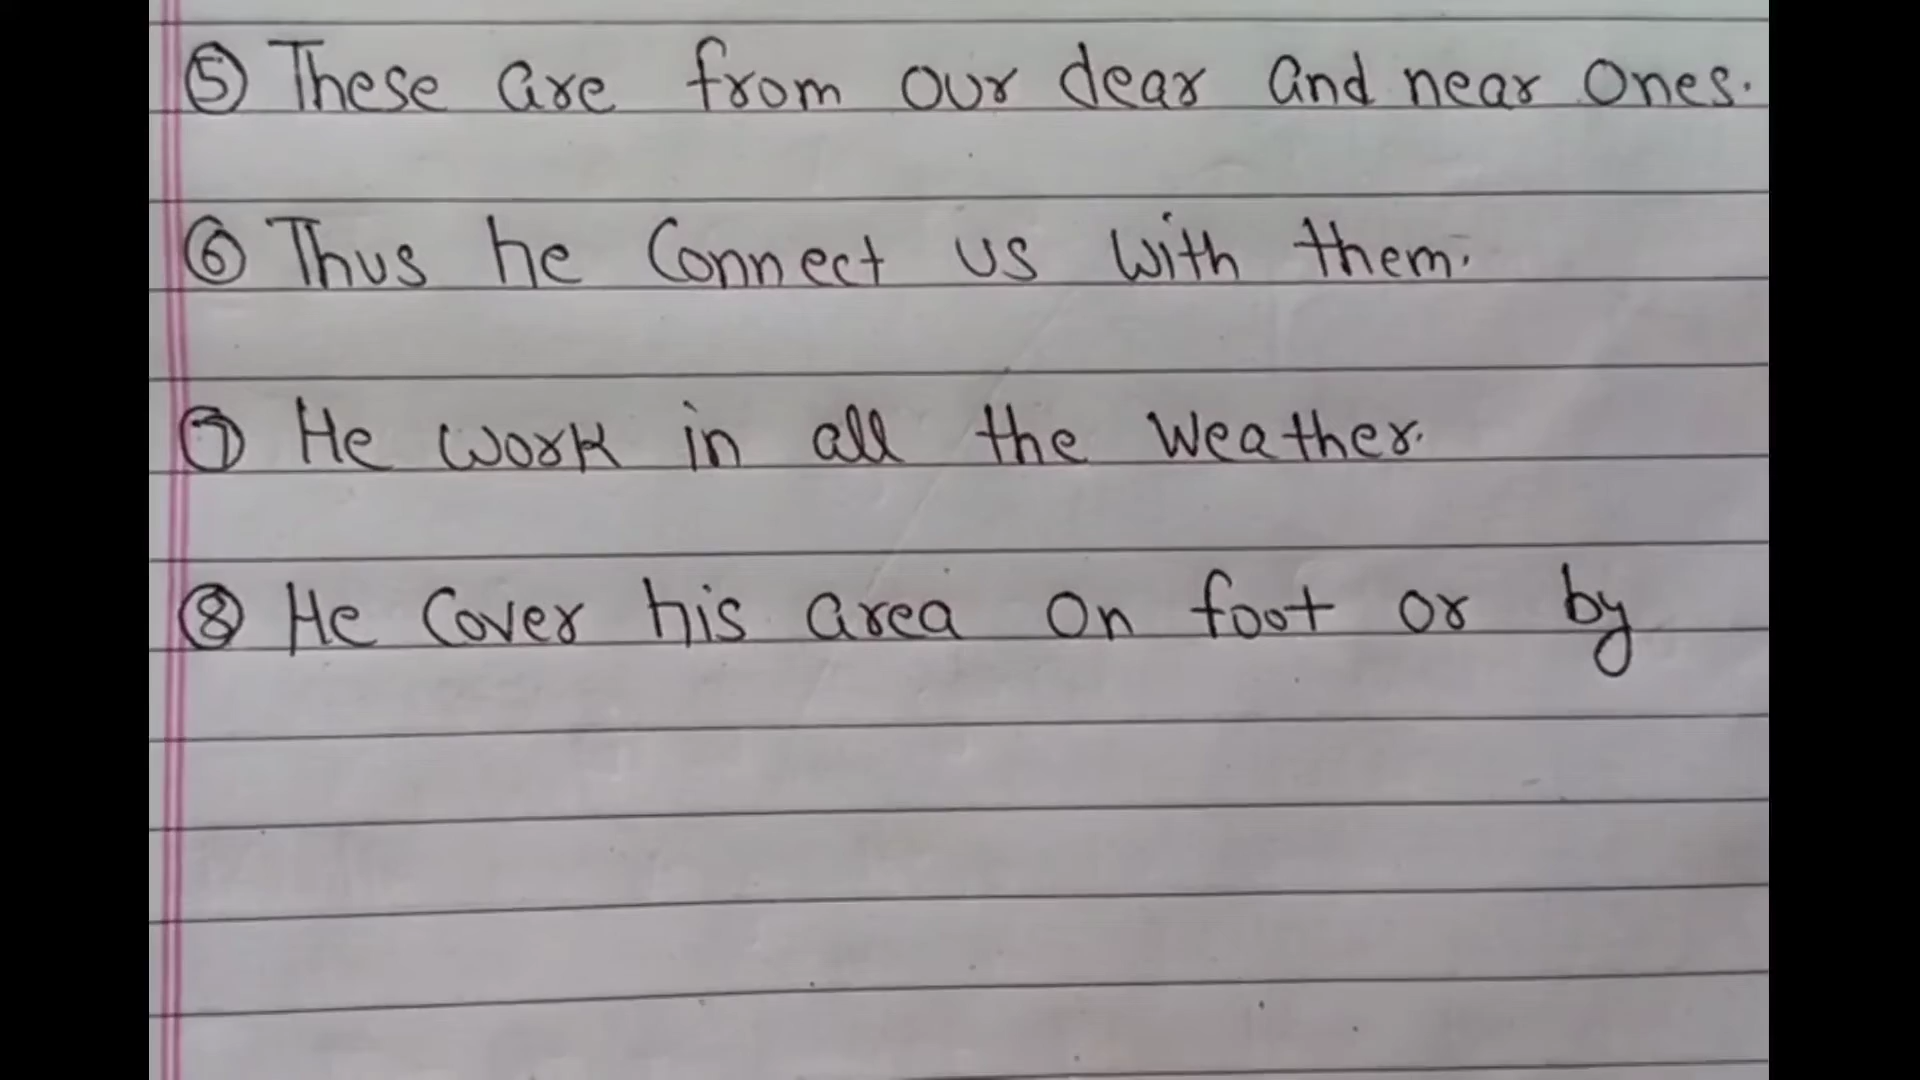 ⑤ These are from our dear and near ones.
⑥ Thus he Connect us with them.
⑦ He work in all the weather.
⑧ He Cover his area on foot or by